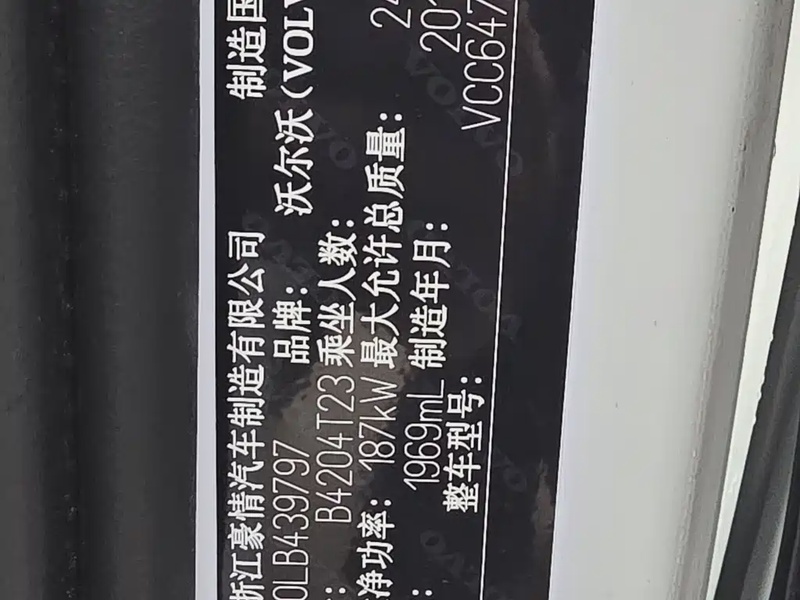 浙江豪情汽车制造有限公司 制造国
0LB439797 品牌: 沃尔沃(VOLV
: B4204T23 乘坐人数:
净功率: 187kW 最大允许总质量: 24
: 1969mL 制造年月: 201
整车型号: VCC647